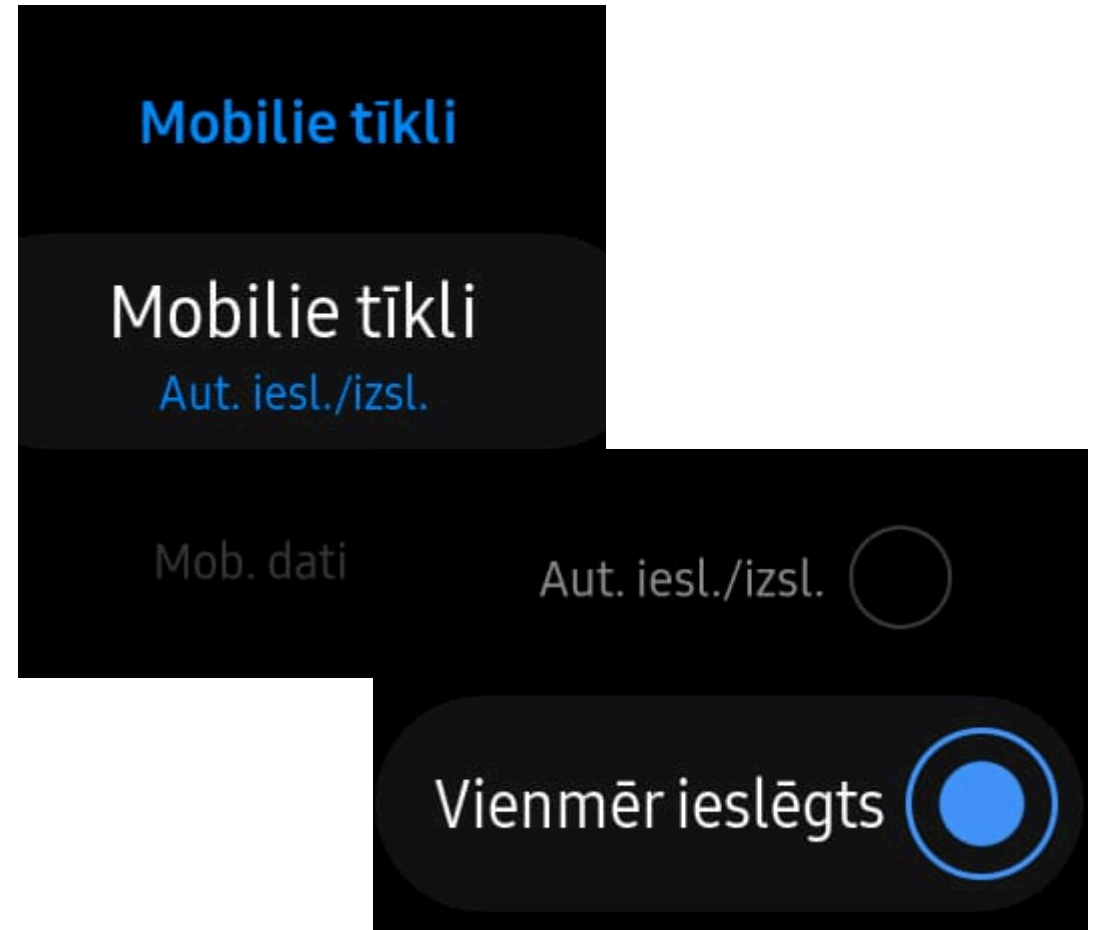 Mobilie tīkli
Mobilie tīkli
Aut. iesl./izsl.
Mob. dati
Aut. iesl./izsl.
Vienmēr ieslēgts